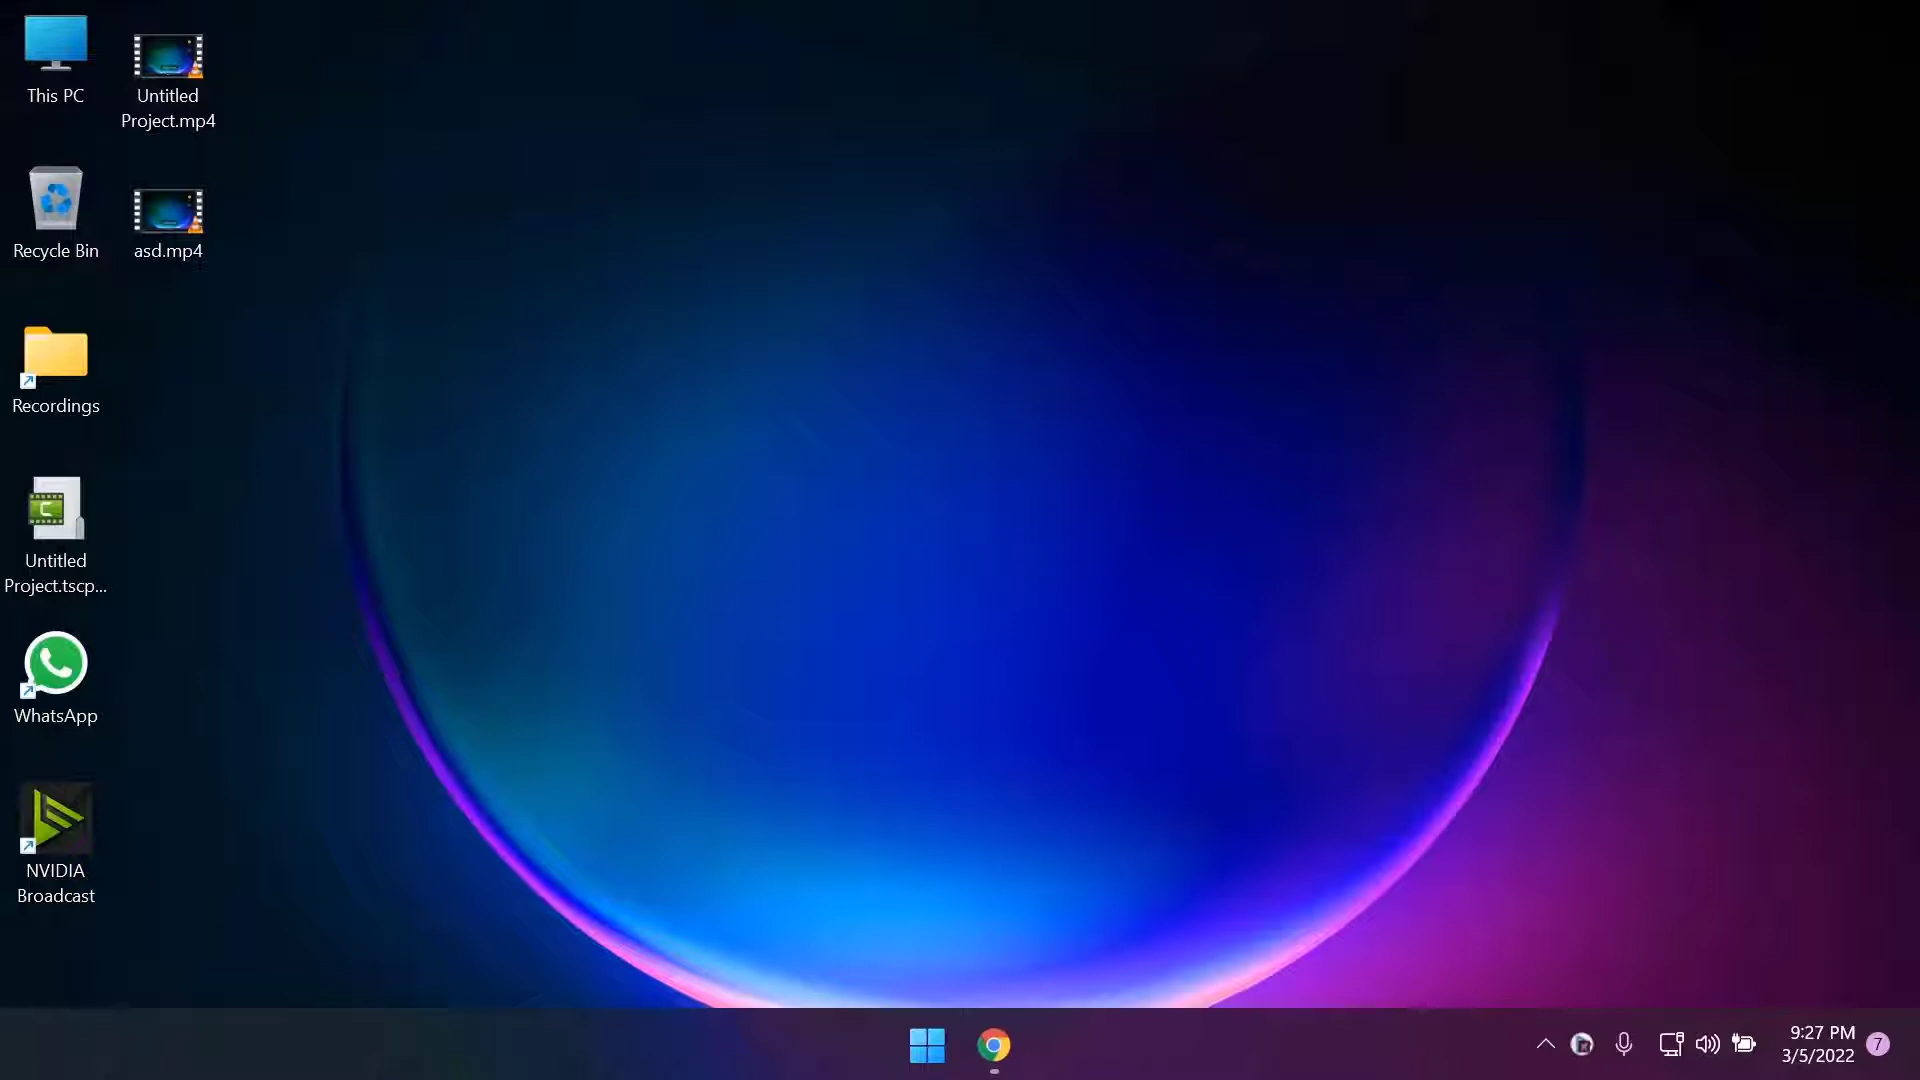 This PC
Untitled
Project.mp4
Recycle Bin
asd.mp4
Recordings
C
Untitled
Project.tscp...
WhatsApp
NVIDIA
Broadcast
9:27 PM
3/5/2022
7